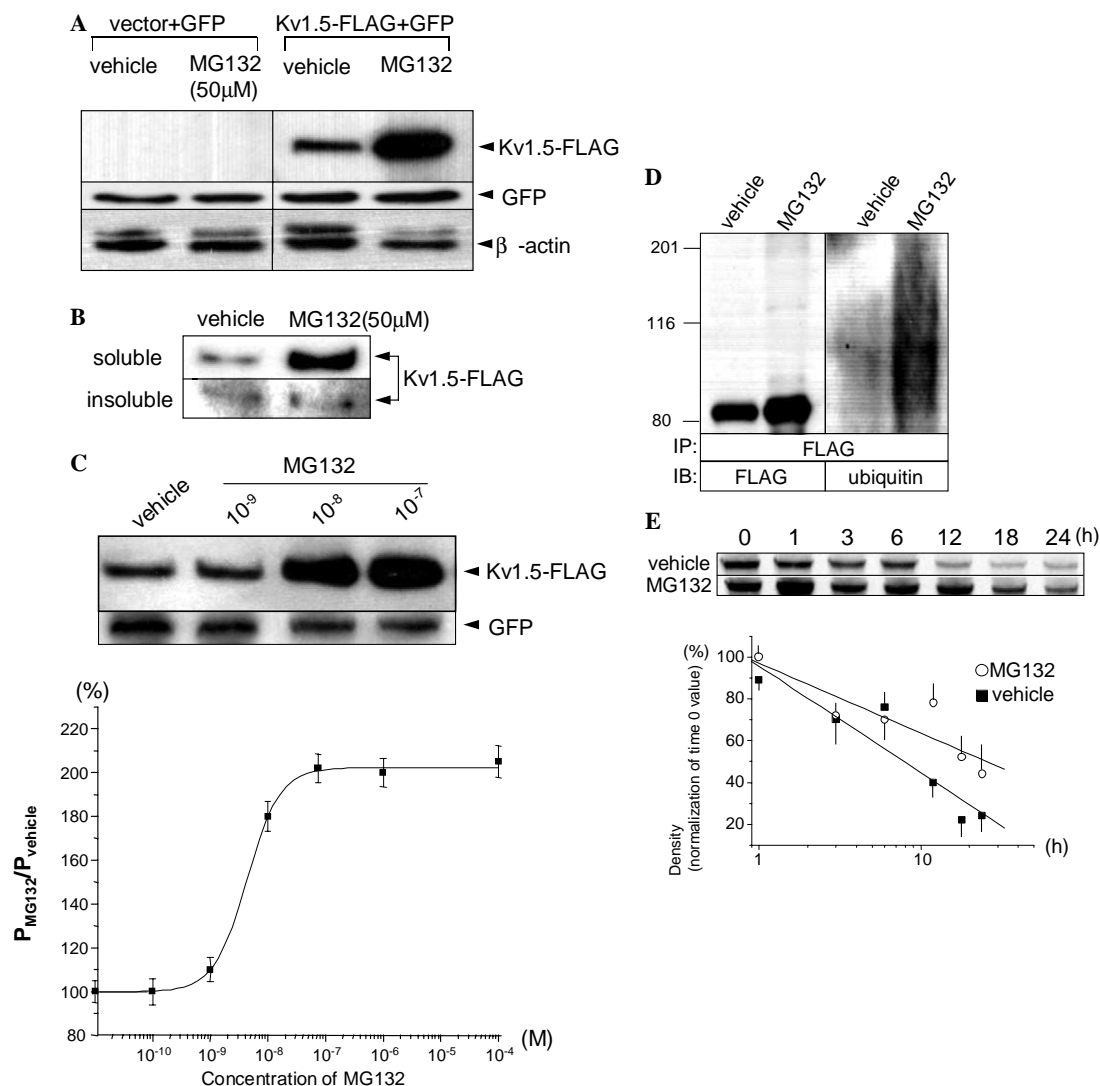 A
vector+GFP
Kv1.5-FLAG+GFP
vehicle
MG132
(50μM)
vehicle
MG132
Kv1.5-FLAG
GFP
β -actin
B
vehicle
MG132(50μM)
soluble
insoluble
Kv1.5-FLAG
C
MG132
vehicle
10-9
10-8
10-7
Kv1.5-FLAG
GFP
(%)
220
200
180
160
140
120
100
80
PMG132/Pvehicle
10-10
10-9
10-8
10-7
10-6
10-5
10-4
(M)
Concentration of MG132
D
vehicle
MG132
vehicle
MG132
201
116
80
IP:
FLAG
IB:
FLAG
ubiquitin
E
0 1 3 6 12 18 24 (h)
vehicle
MG132
(%)
100
80
60
40
20
Density
(normalization of time 0 value)
MG132
vehicle
1
10
(h)